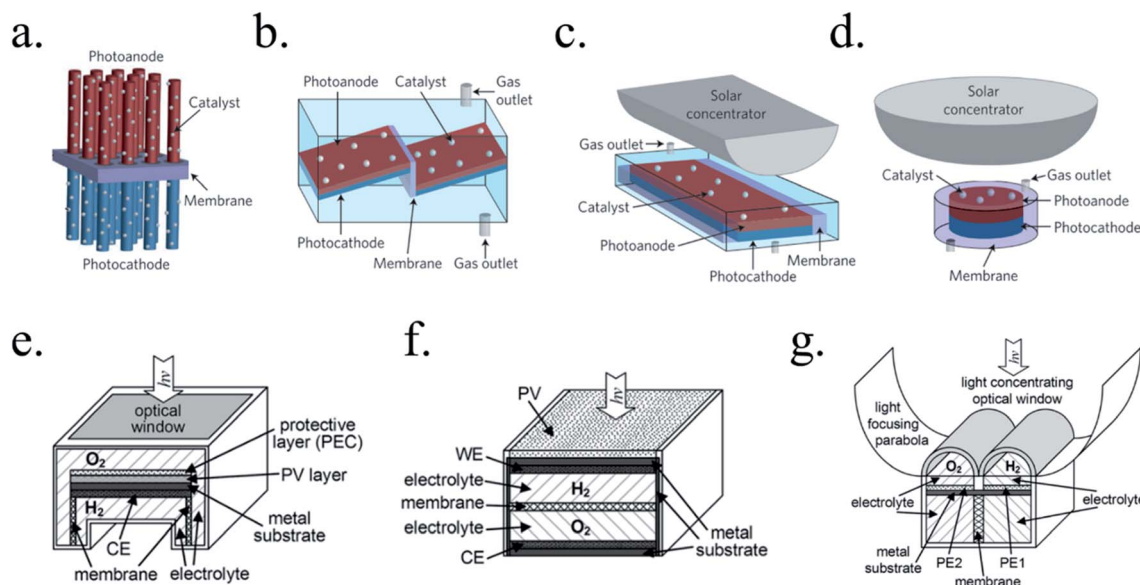 a.
Photoanode
Catalyst
Membrane
Photocathode
b.
Photoanode
Catalyst
Gas
outlet
Photocathode
Membrane
Gas outlet
c.
Solar
concentrator
Gas outlet
Catalyst
Photoanode
Photocathode
Membrane
d.
Solar
concentrator
Catalyst
Gas outlet
Photoanode
Photocathode
Membrane
e.
hν
optical
window
protective
layer (PEC)
O2
PV layer
H2
metal
substrate
CE
membrane
electrolyte
f.
hν
PV
WE
electrolyte
H2
membrane
electrolyte
O2
metal
substrate
CE
g.
hν
light concentrating
optical window
light
focusing
parabola
O2
H2
electrolyte
electrolyte
metal
substrate
PE2
PE1
membrane